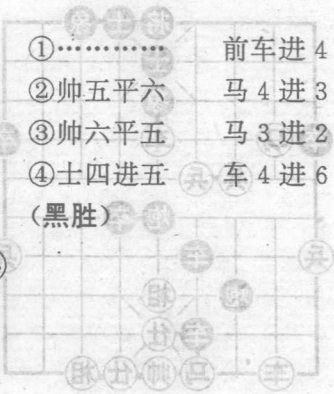 ①………… 前车进4
②帅五平六 马4进3
③帅六平五 马3进2
④士四进五 车4进6
(黑胜)